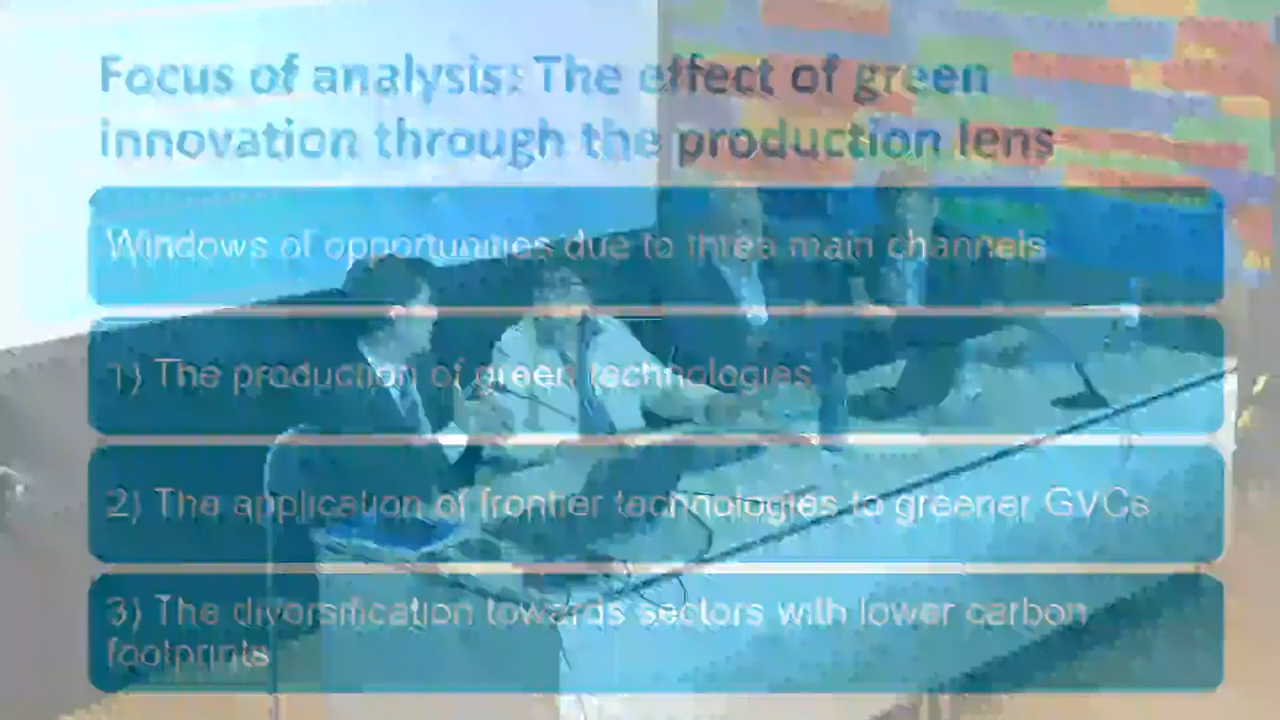 Focus of analysis: The effect of green
innovation through the production lens
Windows of opportunities due to three main channels
1) The production of green technologies
2) The application of frontier technologies to greener GVCs
3) The diversification towards sectors with lower carbon
footprints